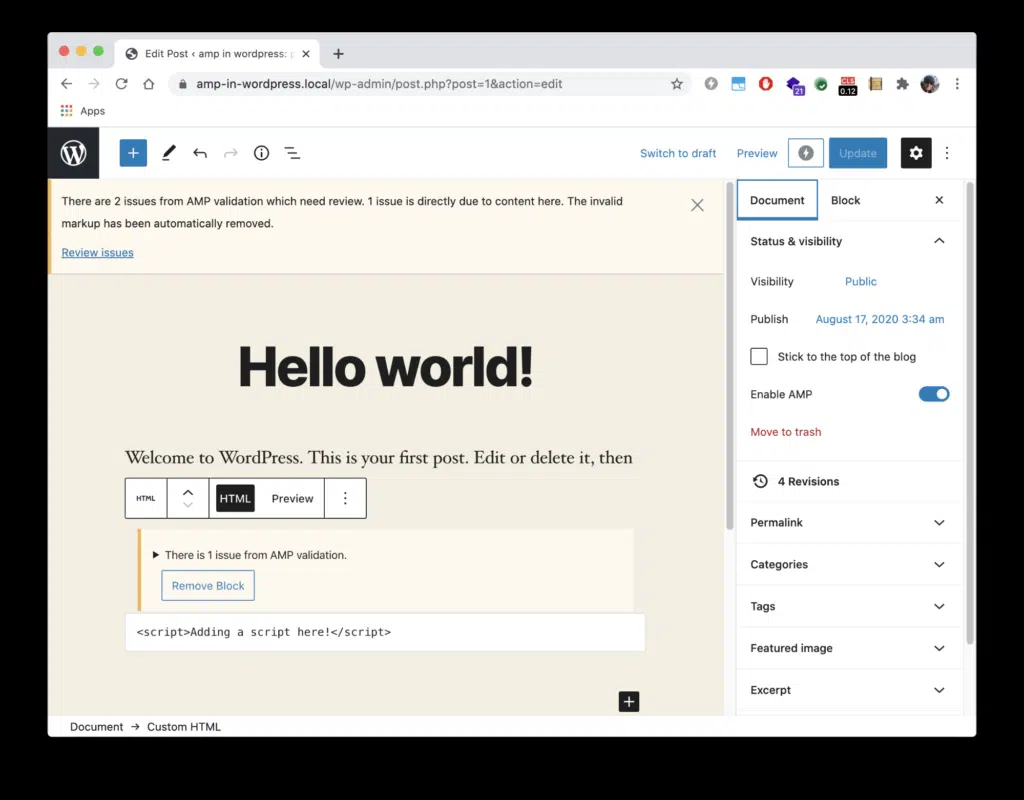 Edit Post ‹ amp in wordpress:
amp-in-wordpress.local/wp-admin/post.php?post=1&action=edit
21
CLS
0.12
Apps
Switch to draft
Preview
Update
There are 2 issues from AMP validation which need review. 1 issue is directly due to content here. The invalid
markup has been automatically removed.
Review issues
Hello world!
Welcome to WordPress. This is your first post. Edit or delete it, then
HTML
HTML
Preview
There is 1 issue from AMP validation.
Remove Block
<script>Adding a script here!</script>
Document → Custom HTML
Document
Block
Status & visibility
Visibility
Public
Publish
August 17, 2020 3:34 am
Stick to the top of the blog
Enable AMP
Move to trash
4 Revisions
Permalink
Categories
Tags
Featured image
Excerpt